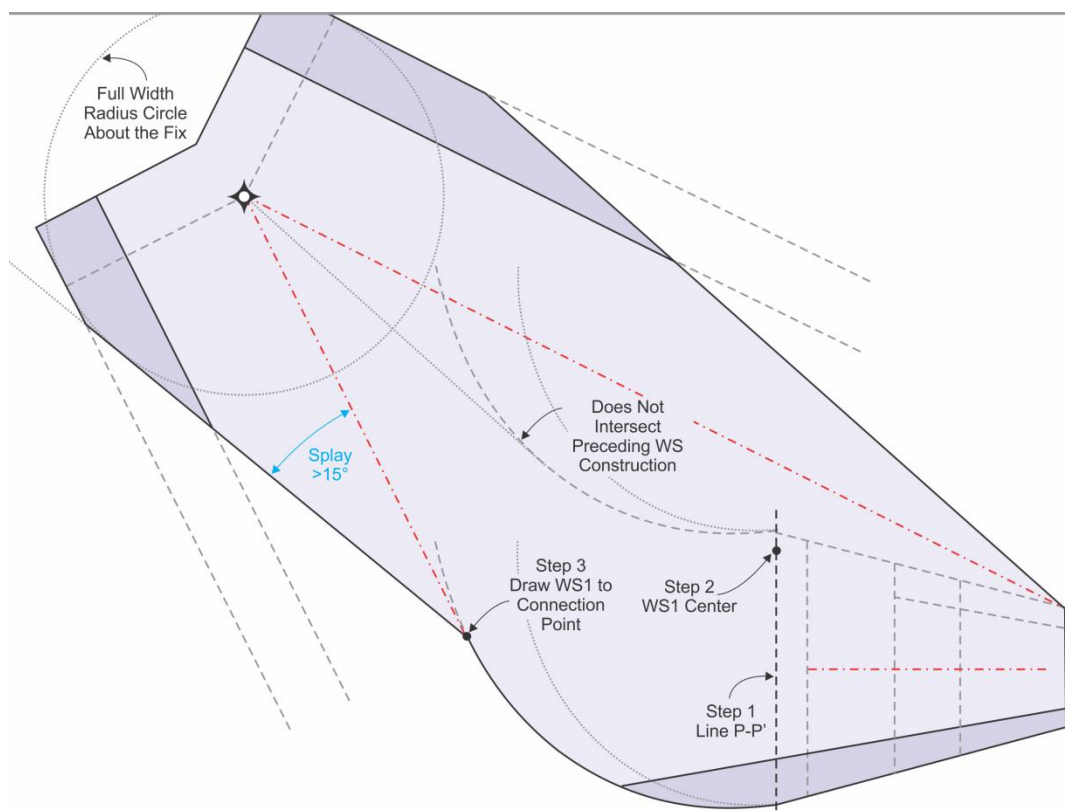 Full Width
Radius Circle
About the Fix
Does Not
Intersect
Preceding WS
Construction
Splay
>15°
Step 3
Draw WS1 to
Connection
Point
Step 2
WS1 Center
Step 1
Line P-P'